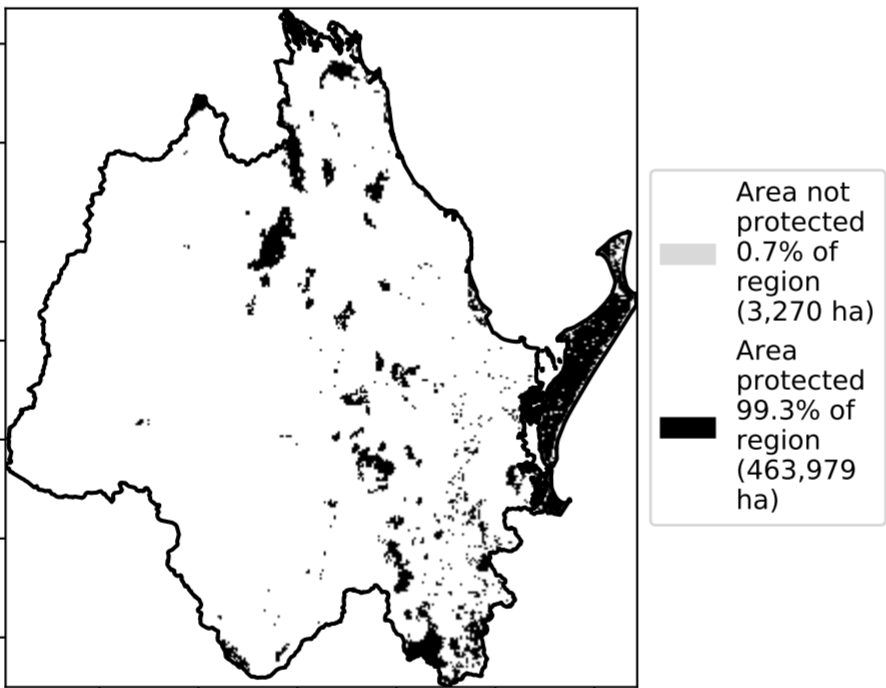 Area not
protected
0.7% of
region
(3,270 ha)
Area
protected
99.3% of
region
(463,979
ha)